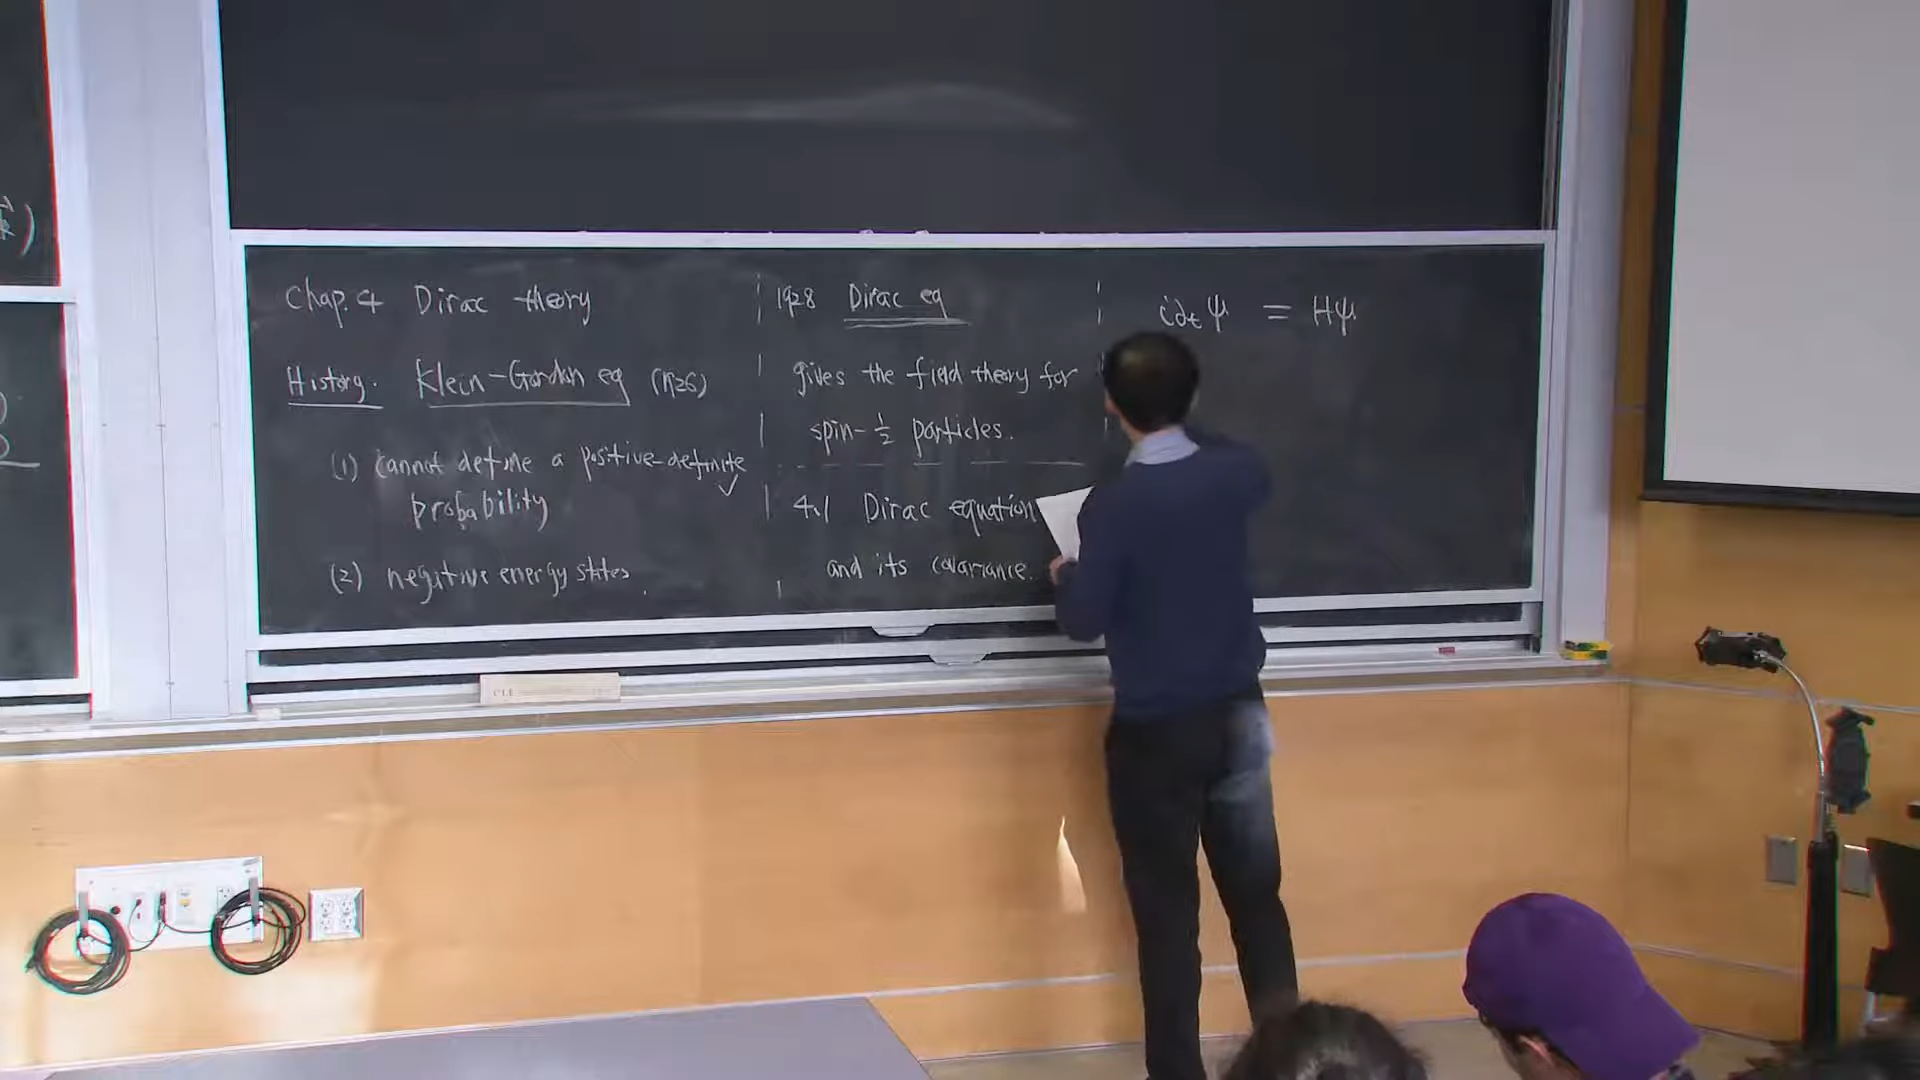 Chap. 4 Dirac theory
History. Klein-Gordon eq (1926)
(1) cannot define a positive-definite
probability
(2) negative energy states.
1928 Dirac eq
gives the field theory for
spin-½ particles.
4.1 Dirac equation
and its covariance.
i∂tψ = Hψ